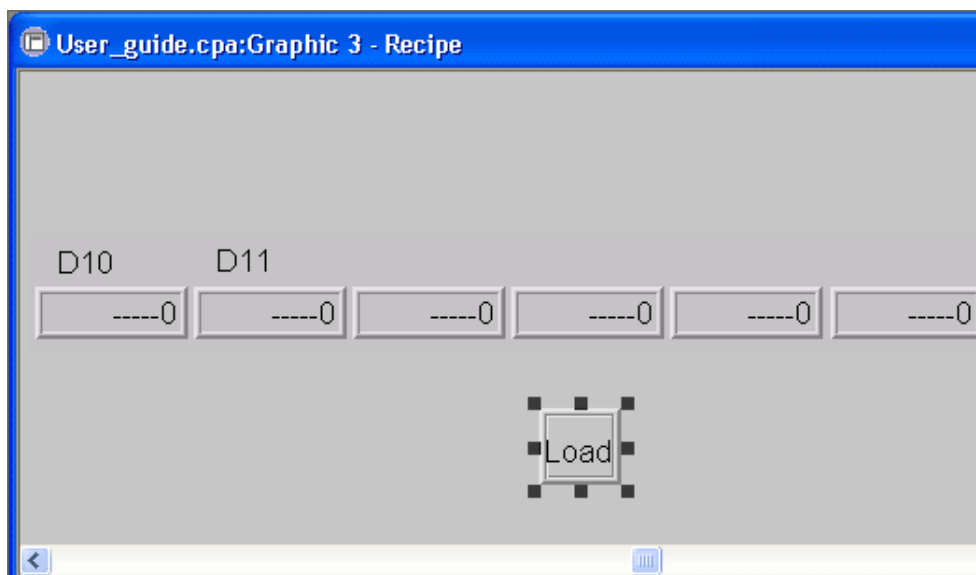 User_guide.cpa:Graphic 3 - Recipe
D10 D11
-----0 -----0 -----0 -----0 -----0 -----0
Load